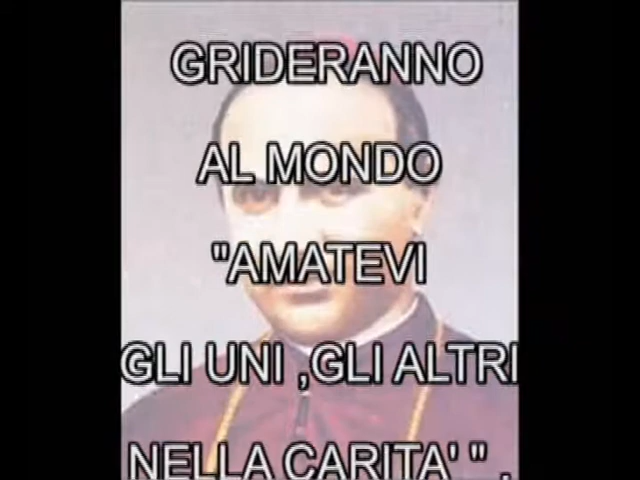 GRIDERANNO
AL MONDO
"AMATEVI
GLI UNI ,GLI ALTRI
NELLA CARITA' " .